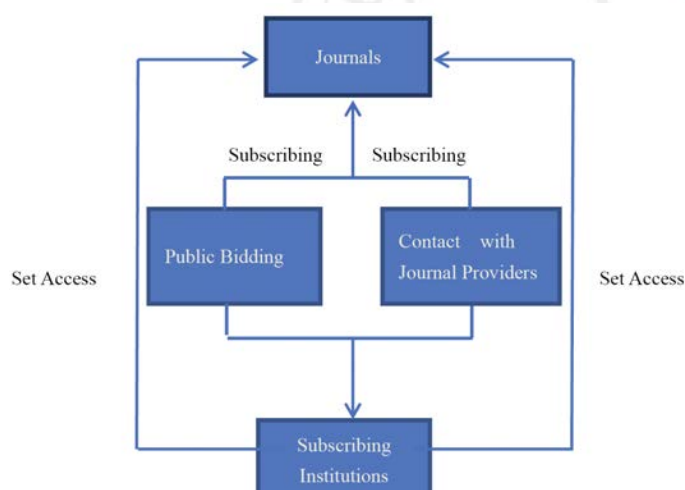 Journals
Subscribing Subscribing
Public Bidding
Contact with
Journal Providers
Set Access
Set Access
Subscribing
Institutions